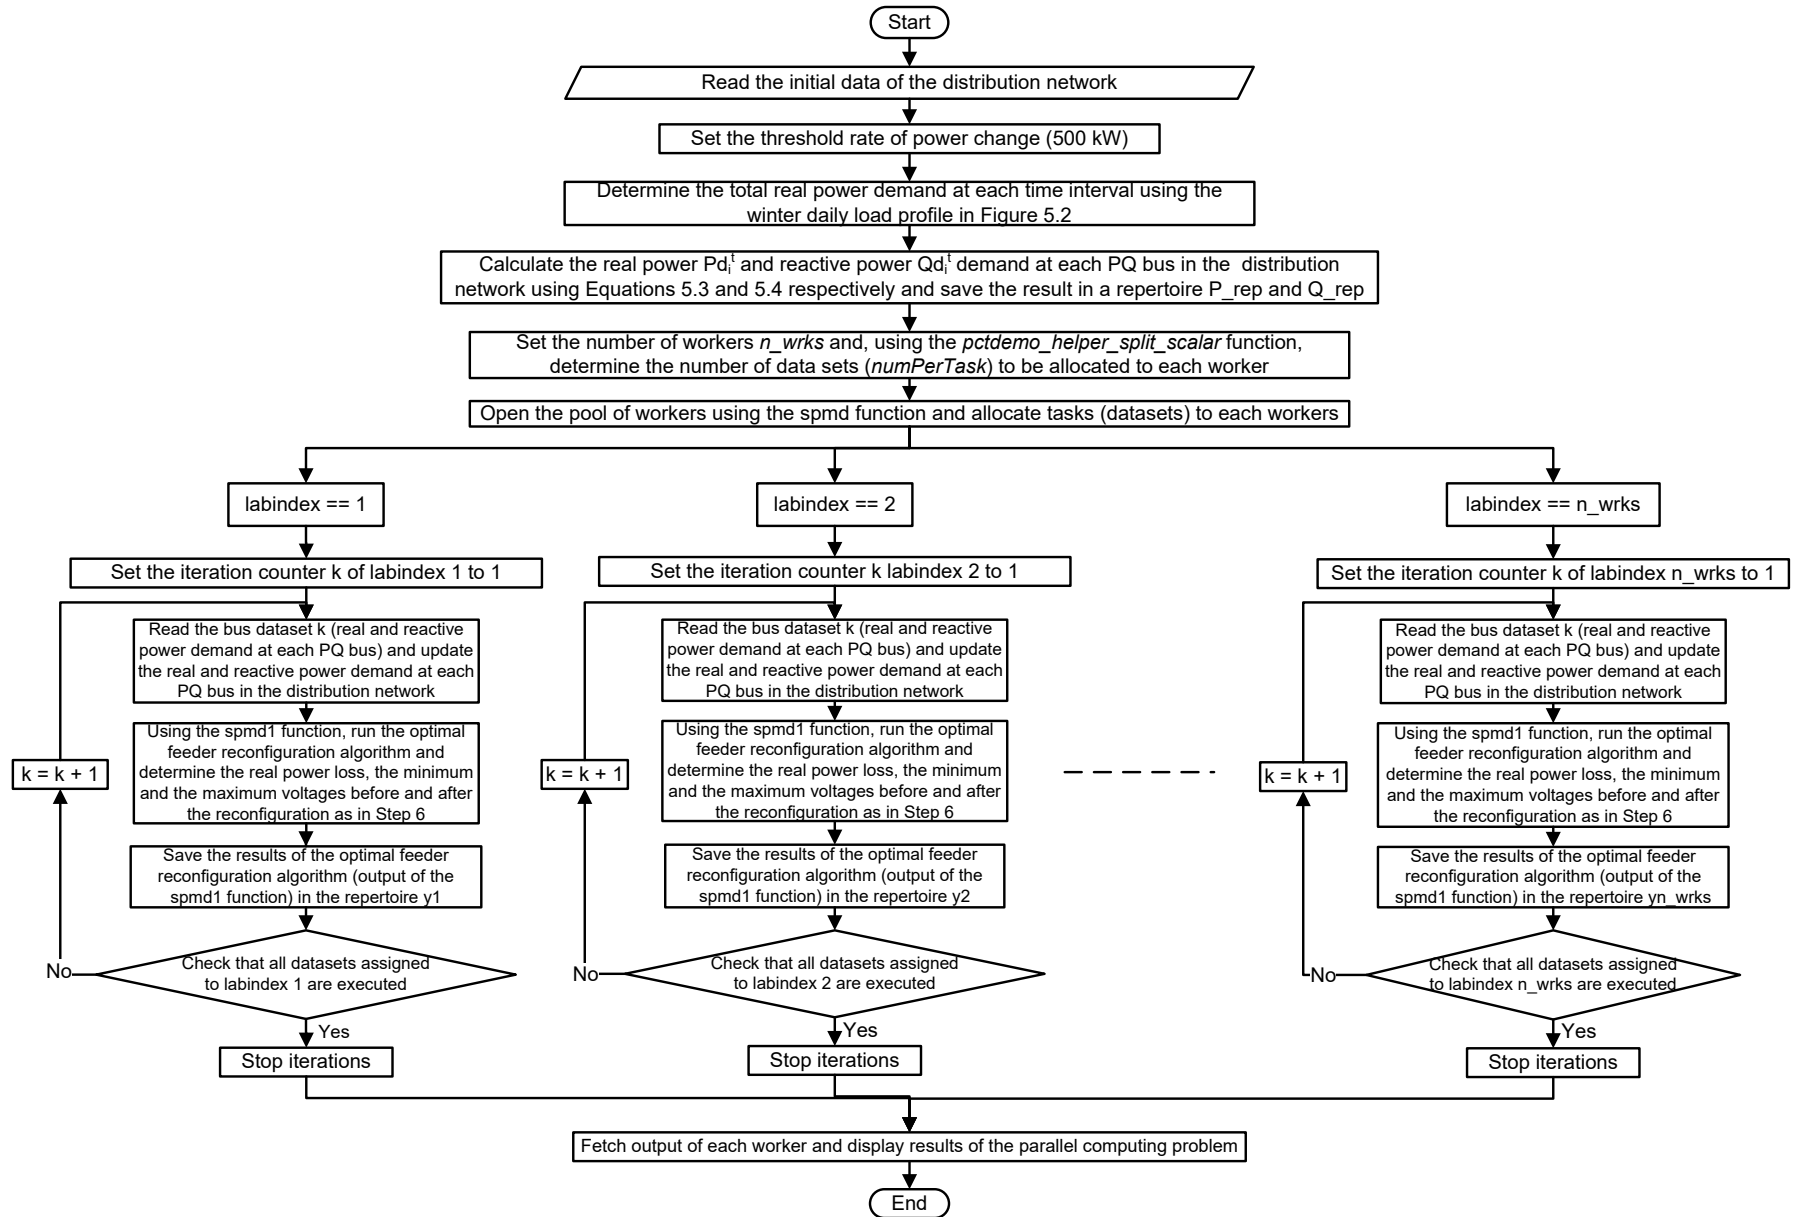 Start
Read the initial data of the distribution network
Set the threshold rate of power change (500 kW)
Determine the total real power demand at each time interval using the
winter daily load profile in Figure 5.2
Calculate the real power Pdᵢᵗ and reactive power Qdᵢᵗ demand at each PQ bus in the distribution
network using Equations 5.3 and 5.4 respectively and save the result in a repertoire P_rep and Q_rep
Set the number of workers n_wrks and, using the pctdemo_helper_split_scalar function,
determine the number of data sets (numPerTask) to be allocated to each worker
Open the pool of workers using the spmd function and allocate tasks (datasets) to each workers
labindex == 1
Set the iteration counter k of labindex 1 to 1
Read the bus dataset k (real and reactive
power demand at each PQ bus) and update
the real and reactive power demand at each
PQ bus in the distribution network
Using the spmd1 function, run the optimal
feeder reconfiguration algorithm and
determine the real power loss, the minimum
and the maximum voltages before and after
the reconfiguration as in Step 6
k = k + 1
Save the results of the optimal feeder
reconfiguration algorithm (output of the
spmd1 function) in the repertoire y1
Check that all datasets assigned
to labindex 1 are executed
No
Yes
Stop iterations
labindex == 2
Set the iteration counter k labindex 2 to 1
Read the bus dataset k (real and reactive
power demand at each PQ bus) and update
the real and reactive power demand at each
PQ bus in the distribution network
Using the spmd1 function, run the optimal
feeder reconfiguration algorithm and
determine the real power loss, the minimum
and the maximum voltages before and after
the reconfiguration as in Step 6
k = k + 1
Save the results of the optimal feeder
reconfiguration algorithm (output of the
spmd1 function) in the repertoire y2
Check that all datasets assigned
to labindex 2 are executed
No
Yes
Stop iterations
labindex == n_wrks
Set the iteration counter k of labindex n_wrks to 1
Read the bus dataset k (real and reactive
power demand at each PQ bus) and update
the real and reactive power demand at each
PQ bus in the distribution network
Using the spmd1 function, run the optimal
feeder reconfiguration algorithm and
determine the real power loss, the minimum
and the maximum voltages before and after
the reconfiguration as in Step 6
k = k + 1
Save the results of the optimal feeder
reconfiguration algorithm (output of the
spmd1 function) in the repertoire yn_wrks
Check that all datasets assigned
to labindex n_wrks are executed
No
Yes
Stop iterations
Fetch output of each worker and display results of the parallel computing problem
End